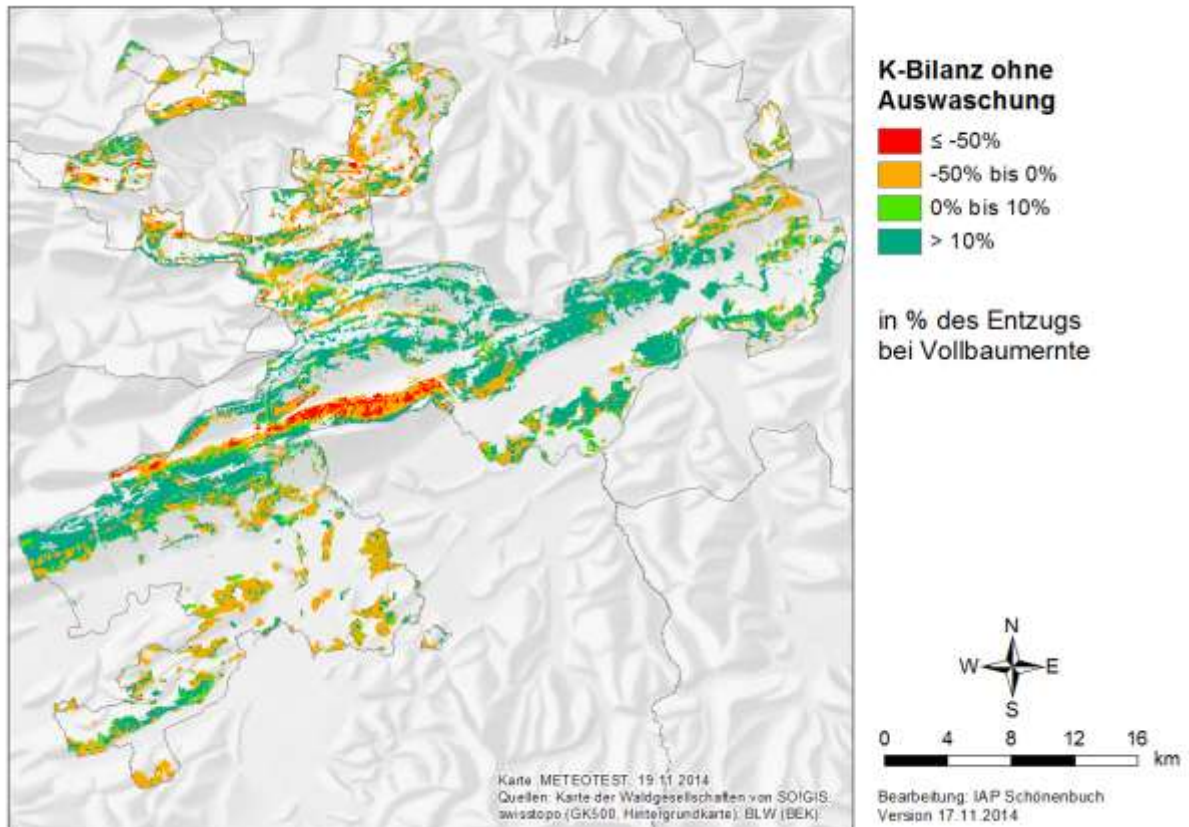 K-Bilanz ohne
Auswaschung
≤ -50%
-50% bis 0%
0% bis 10%
> 10%
in % des Entzugs
bei Vollbaumernte
N
W E
S
0 4 8 12 16
km
Karte: METEOTEST, 19.11.2014
Quellen: Karte der Waldgesellschaften von SO!GIS,
swisstopo (GK500, Hintergrundkarte), BLW (BEK)
Bearbeitung: IAP Schönenbuch
Version 17.11.2014